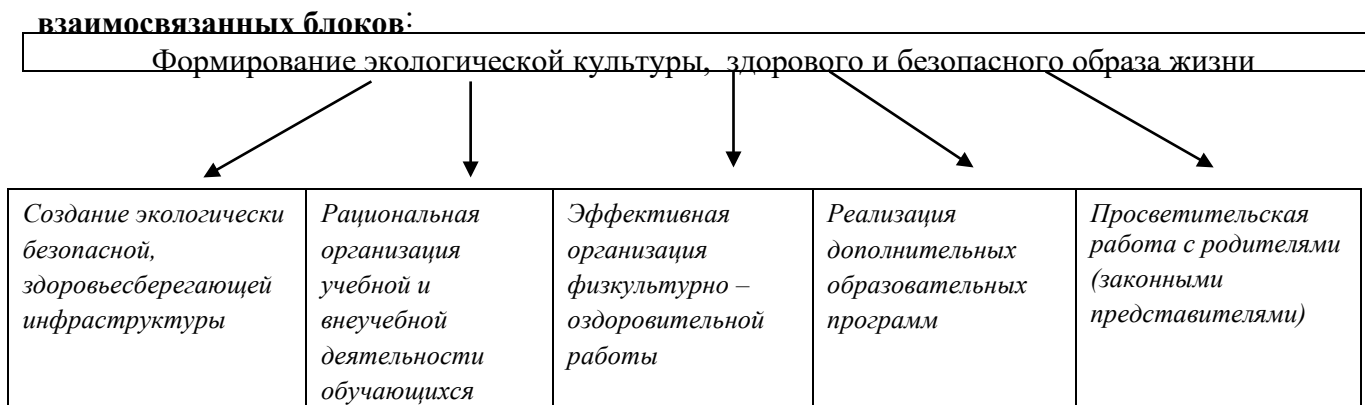 взаимосвязанных блоков:
Формирование экологической культуры, здорового и безопасного образа жизни
Создание экологически
безопасной,
здоровьесберегающей
инфраструктуры
Рациональная
организация
учебной и
внеучебной
деятельности
обучающихся
Эффективная
организация
физкультурно –
оздоровительной
работы
Реализация
дополнительных
образовательных
программ
Просветительская
работа с родителями
(законными
представителями)